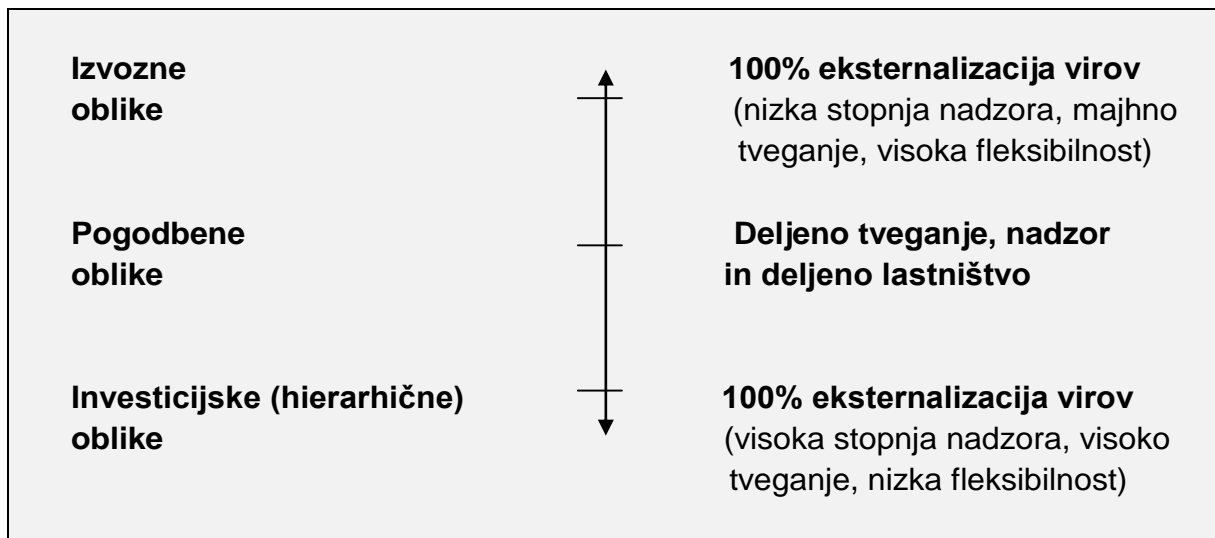 Izvozne
oblike
100% eksternalizacija virov
(nizka stopnja nadzora, majhno
tveganje, visoka fleksibilnost)
Pogodbene
oblike
Deljeno tveganje, nadzor
in deljeno lastništvo
Investicijske (hierarhične)
oblike
100% eksternalizacija virov
(visoka stopnja nadzora, visoko
tveganje, nizka fleksibilnost)